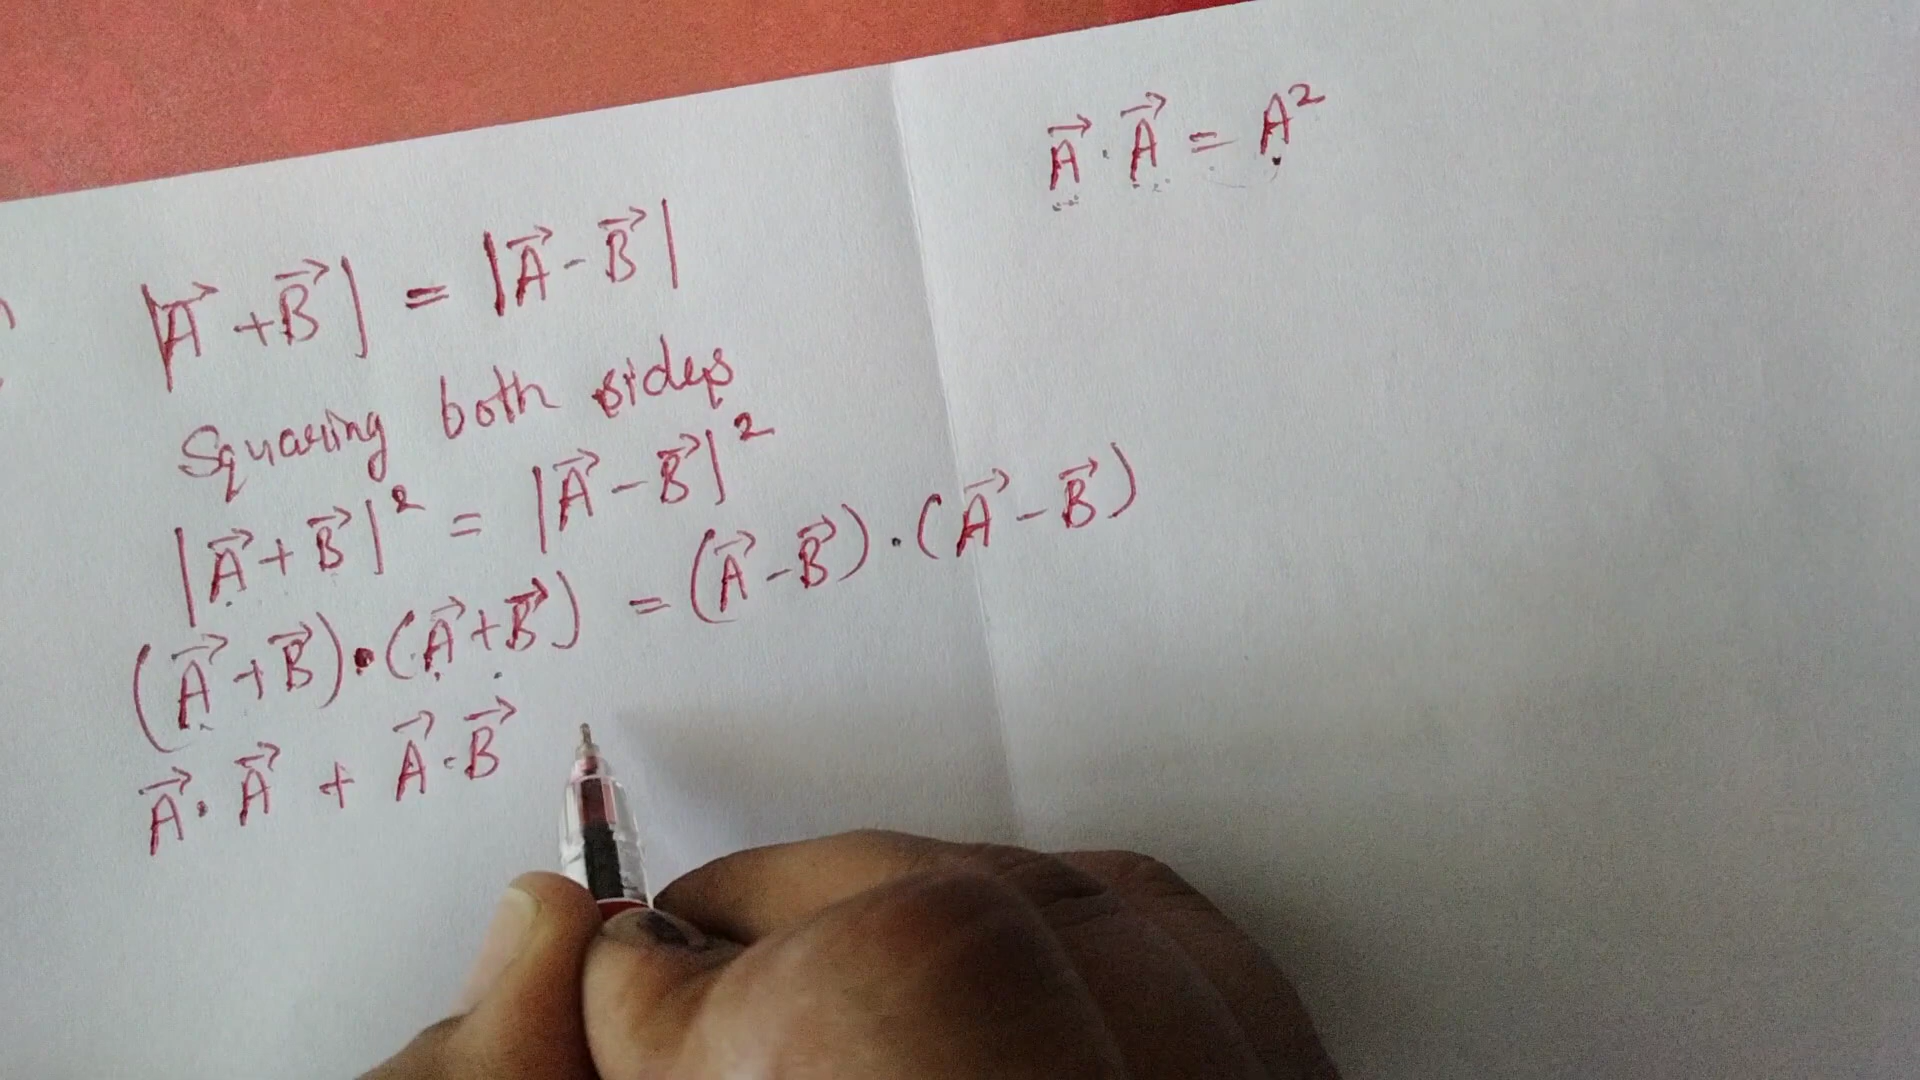 A⃗ · A⃗ = A²
|A⃗ + B⃗| = |A⃗ - B⃗|
Squaring both sides
|A⃗ + B⃗|² = |A⃗ - B⃗|²
(A⃗ + B⃗) · (A⃗ + B⃗) = (A⃗ - B⃗) · (A⃗ - B⃗)
A⃗ · A⃗ + A⃗ · B⃗